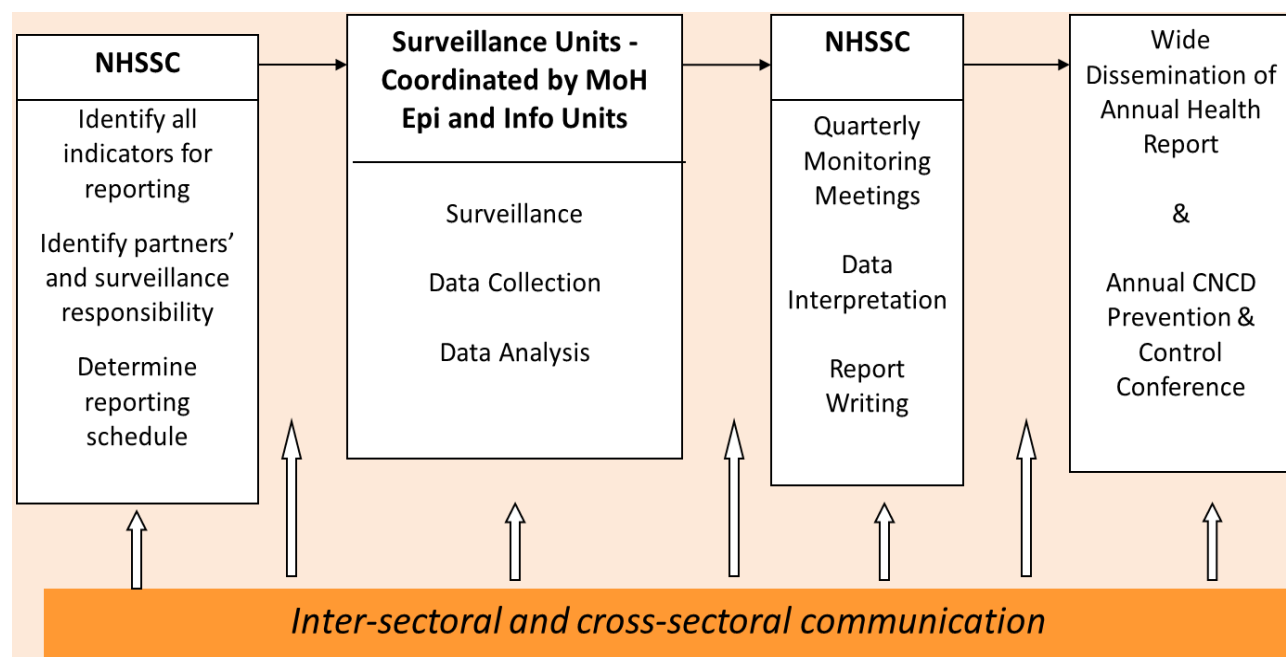 NHSSC
Identify all
indicators for
reporting
Identify partners’
and surveillance
responsibility
Determine
reporting
schedule
Surveillance Units -
Coordinated by MoH
Epi and Info Units
Surveillance
Data Collection
Data Analysis
NHSSC
Quarterly
Monitoring
Meetings
Data
Interpretation
Report
Writing
Wide
Dissemination of
Annual Health
Report
&
Annual CNCD
Prevention &
Control
Conference
Inter-sectoral and cross-sectoral communication